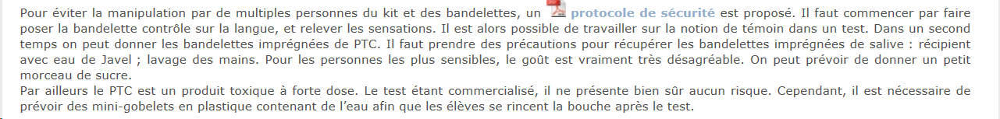 Pour éviter la manipulation par de multiples personnes du kit et des bandelettes, un protocole de sécurité est proposé. Il faut commencer par faire
poser la bandelette contrôle sur la langue, et relever les sensations. Il est alors possible de travailler sur la notion de témoin dans un test. Dans un second
temps on peut donner les bandelettes imprégnées de PTC. Il faut prendre des précautions pour récupérer les bandelettes imprégnées de salive : récipient
avec eau de Javel ; lavage des mains. Pour les personnes les plus sensibles, le goût est vraiment très désagréable. On peut prévoir de donner un petit
morceau de sucre.
Par ailleurs le PTC est un produit toxique à forte dose. Le test étant commercialisé, il ne présente bien sûr aucun risque. Cependant, il est nécessaire de
prévoir des mini-gobelets en plastique contenant de l’eau afin que les élèves se rincent la bouche après le test.